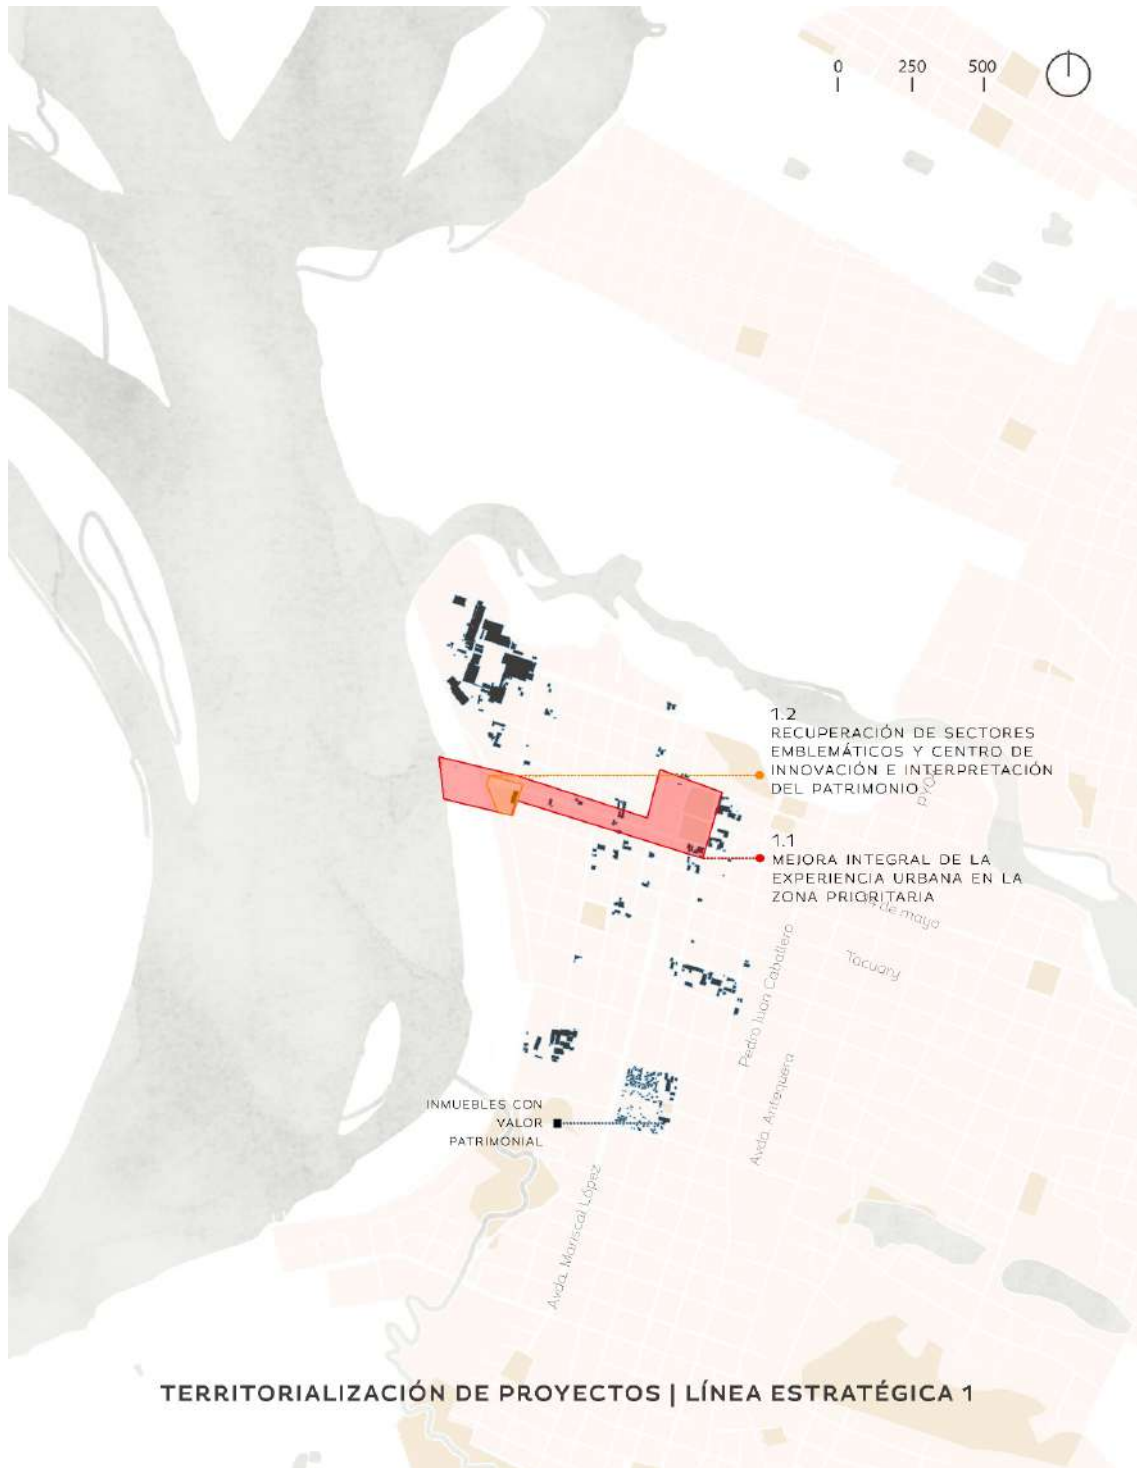 0 250 500
1.2
RECUPERACIÓN DE SECTORES
EMBLEMÁTICOS Y CENTRO DE
INNOVACIÓN E INTERPRETACIÓN
DEL PATRIMONIO
1.1
MEJORA INTEGRAL DE LA
EXPERIENCIA URBANA EN LA
ZONA PRIORITARIA
de mayo
Tacuary
Pedro Juan Caballero
Avda. Antequera
INMUEBLES CON
VALOR
PATRIMONIAL
Avda. Mariscal López
TERRITORIALIZACIÓN DE PROYECTOS | LÍNEA ESTRATÉGICA 1